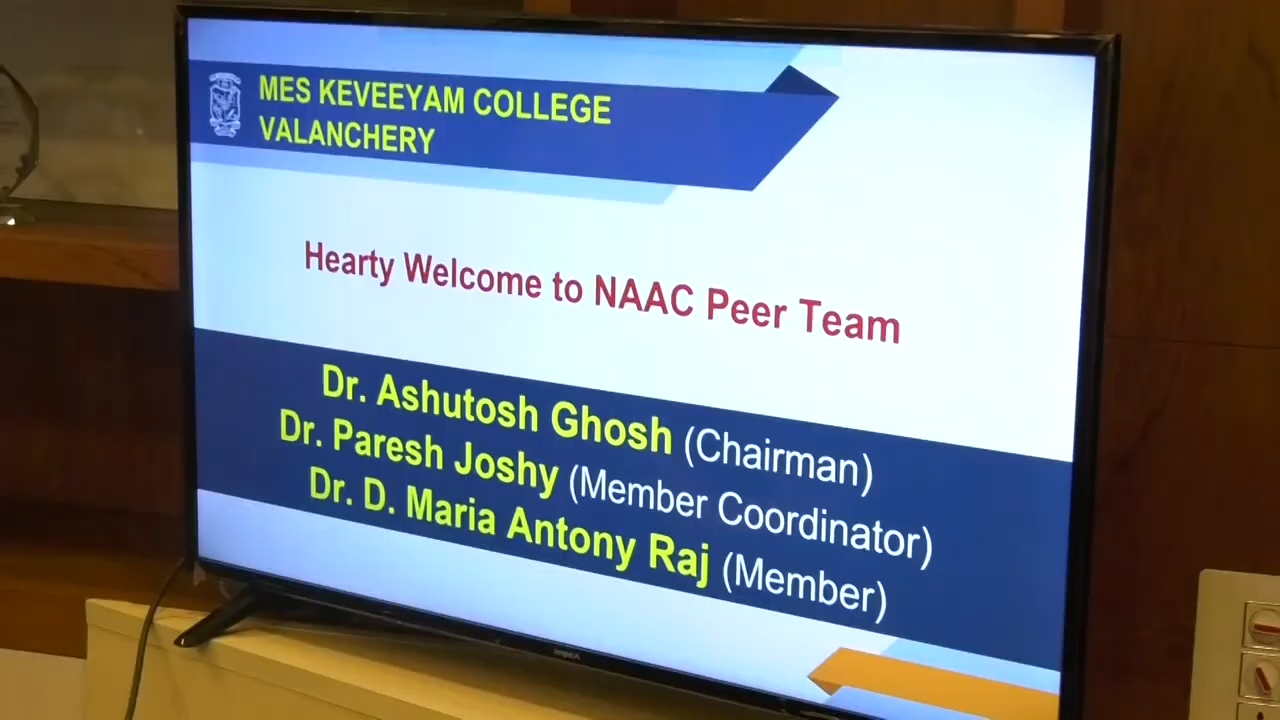 MES KEVEEYAM COLLEGE
VALANCHERY
Hearty Welcome to NAAC Peer Team
Dr. Ashutosh Ghosh (Chairman)
Dr. Paresh Joshy (Member Coordinator)
Dr. D. Maria Antony Raj (Member)